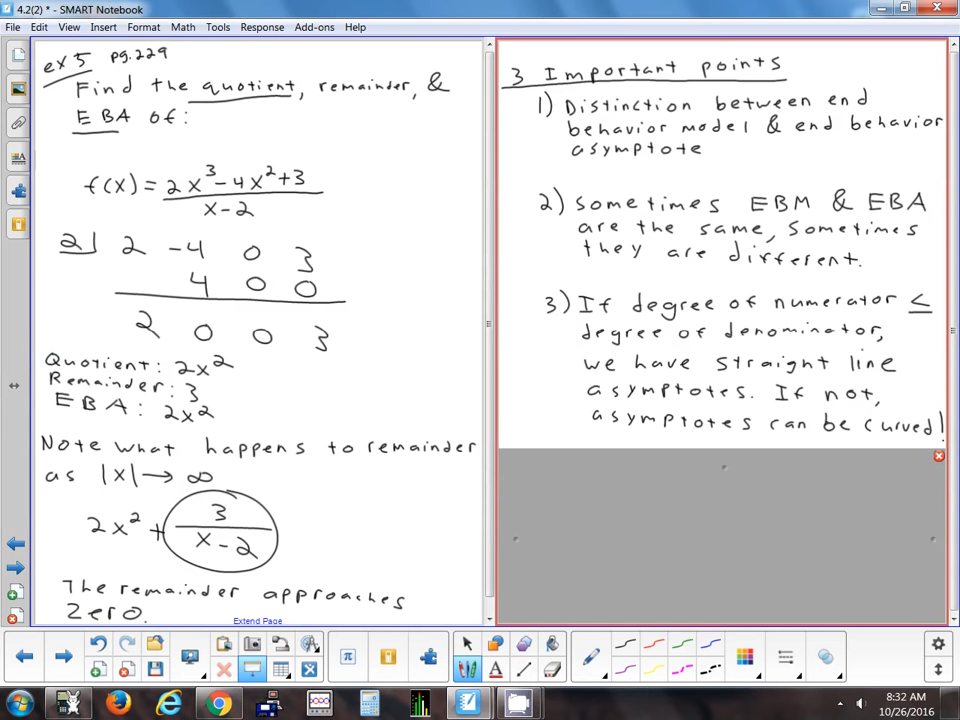 4.2(2) * - SMART Notebook
File Edit View Insert Format Math Tools Response Add-ons Help
ex 5 pg.229
Find the quotient, remainder, &
EBA of:
f(x) = 2x³-4x²+3
x-2
2| 2 -4 0 3
4 0 0
2 0 0 3
Quotient: 2x²
Remainder: 3
EBA: 2x²
Note what happens to remainder
as |x| → ∞
2x² + 3
x-2
The remainder approaches
zero.
Extend Page
3 Important points
1) Distinction between end
behavior model & end behavior
asymptote
2) Sometimes EBM & EBA
are the same, Sometimes
they are different.
3) If degree of numerator ≤
degree of denominator,
we have straight line
asymptotes. If not,
asymptotes can be curved!
8:32 AM
10/26/2016